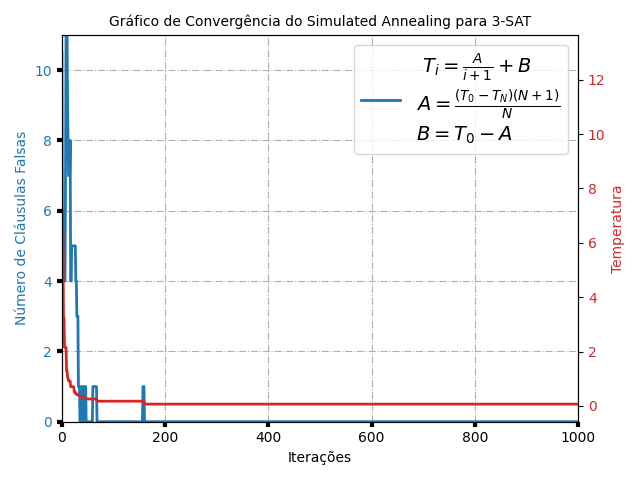 Gráfico de Convergência do Simulated Annealing para 3-SAT
Número de Cláusulas Falsas
10
8
6
4
2
0
T_i = A/(i+1) + B
A = (T_0 − T_N)(N+1)/N
B = T_0 − A
12
10
8
6
4
2
0
Temperatura
0 200 400 600 800 1000
Iterações